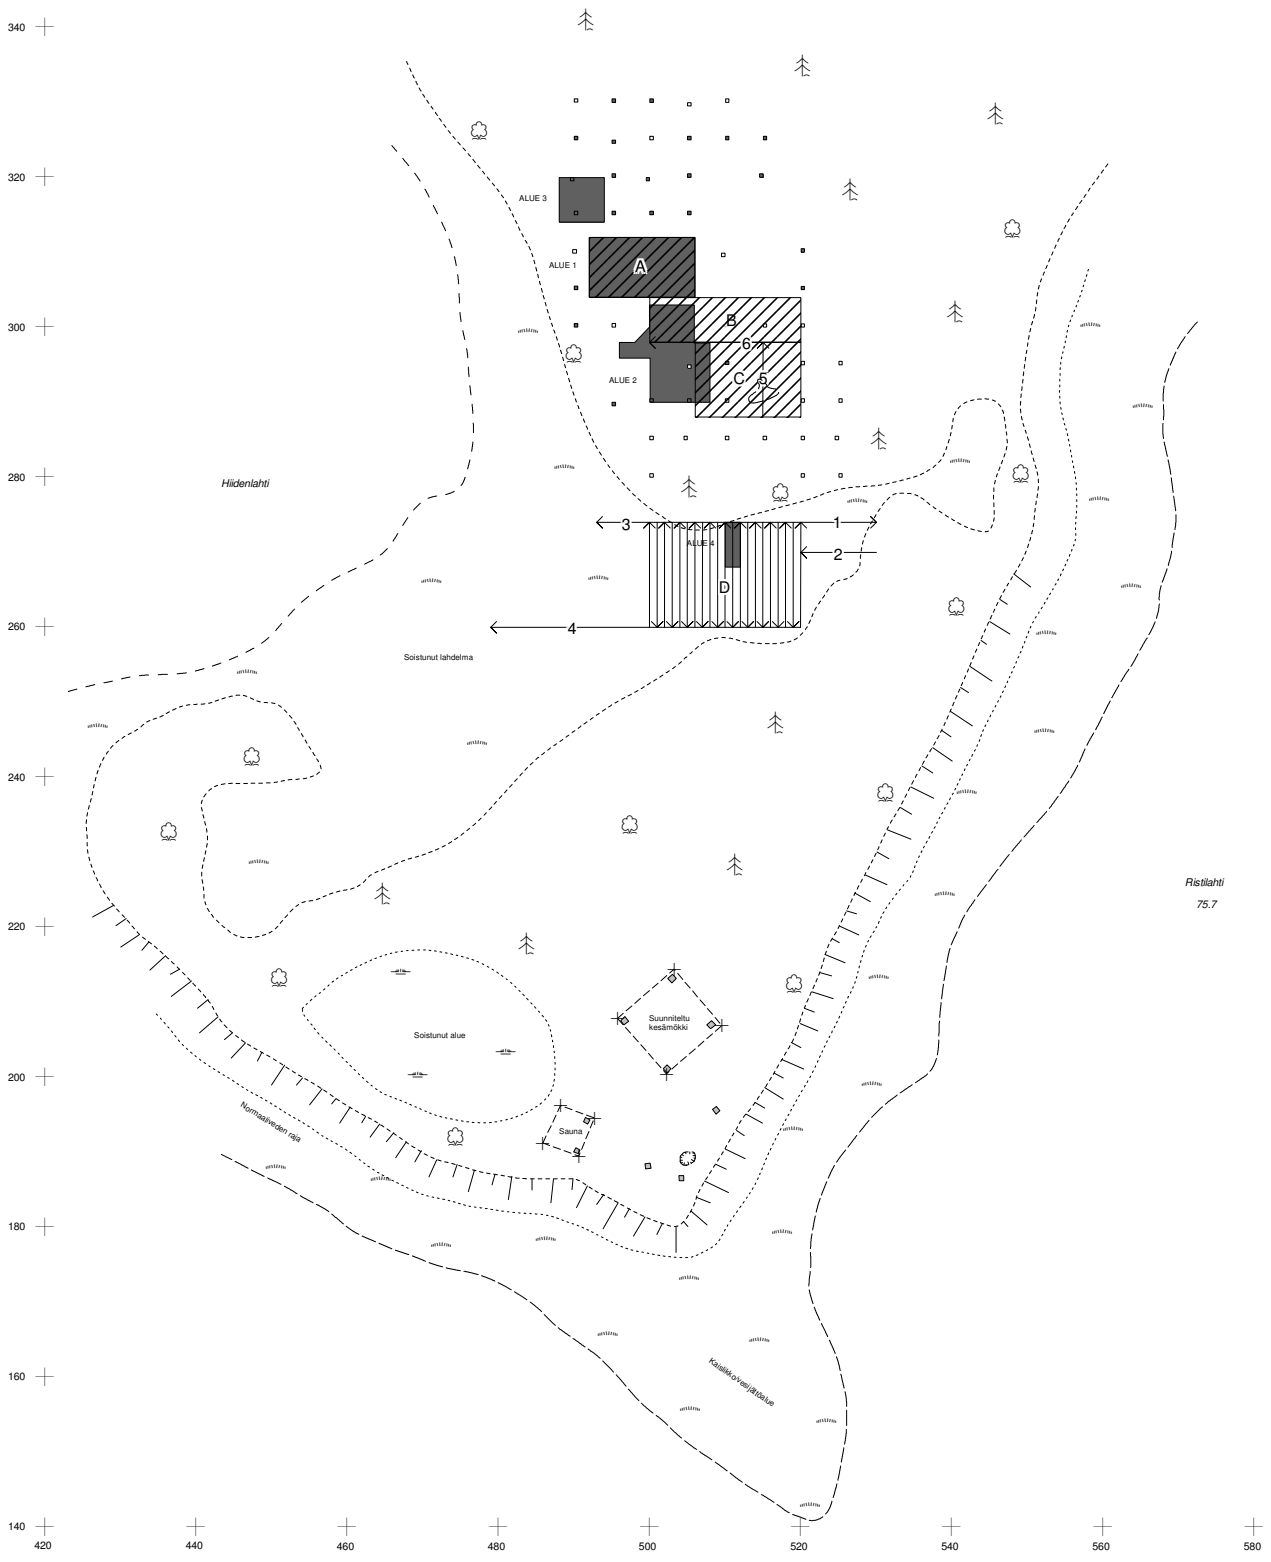 340
320
ALUE 3
ALUE 1
A
B
300
6
ALUE 2
C
5
280
Hiidenlahti
3
1
ALUE 4
2
D
260
4
Soistunut lahdelma
240
Ristilahti
75.7
220
Suunniteltu
kesämökki
Soistunut alue
200
Normaaliveden raja
Sauna
180
160
Kaislikko/vesijättöalue
140
420
440
460
480
500
520
540
560
580